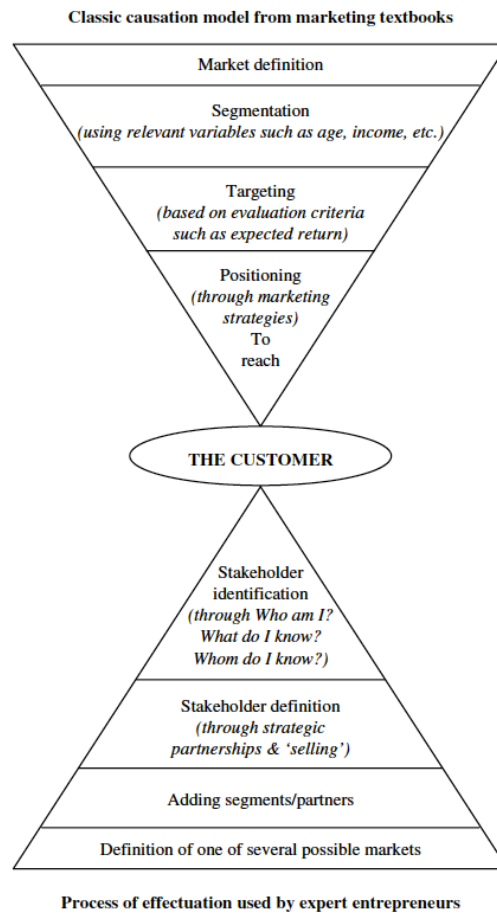 Classic causation model from marketing textbooks
Market definition
Segmentation
(using relevant variables such as age, income, etc.)
Targeting
(based on evaluation criteria
such as expected return)
Positioning
(through marketing
strategies)
To
reach
THE CUSTOMER
Stakeholder
identification
(through Who am I?
What do I know?
Whom do I know?)
Stakeholder definition
(through strategic
partnerships & ‘selling’)
Adding segments/partners
Definition of one of several possible markets
Process of effectuation used by expert entrepreneurs